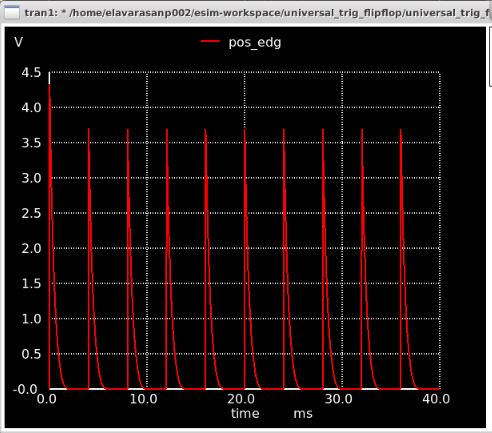 tran1: * /home/elavarasanp002/esim-workspace/universal_trig_flipflop/universal_trig_f
V
pos_edg
4.5
4.0
3.5
3.0
2.5
2.0
1.5
1.0
0.5
-0.0
0.0 10.0 20.0 30.0 40.0
time ms